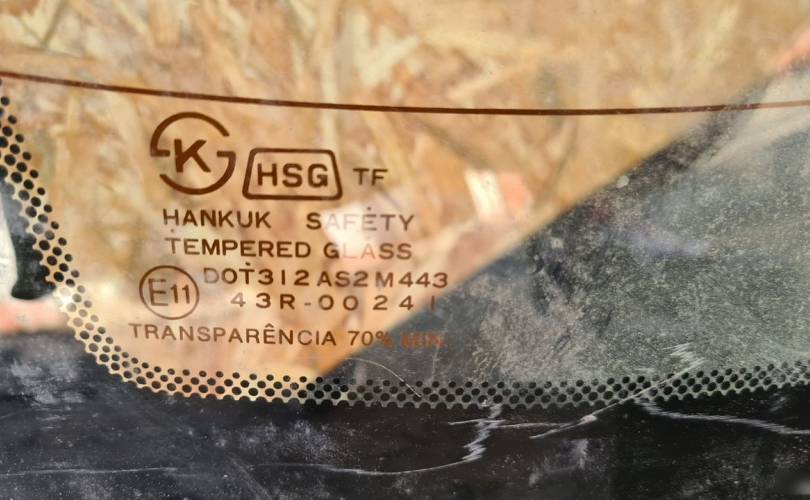 K HSG TF
HANKUK SAFETY
TEMPERED GLASS
DOT312 AS2 M443
E11 43R-00241
TRANSPARÊNCIA 70% MIN.